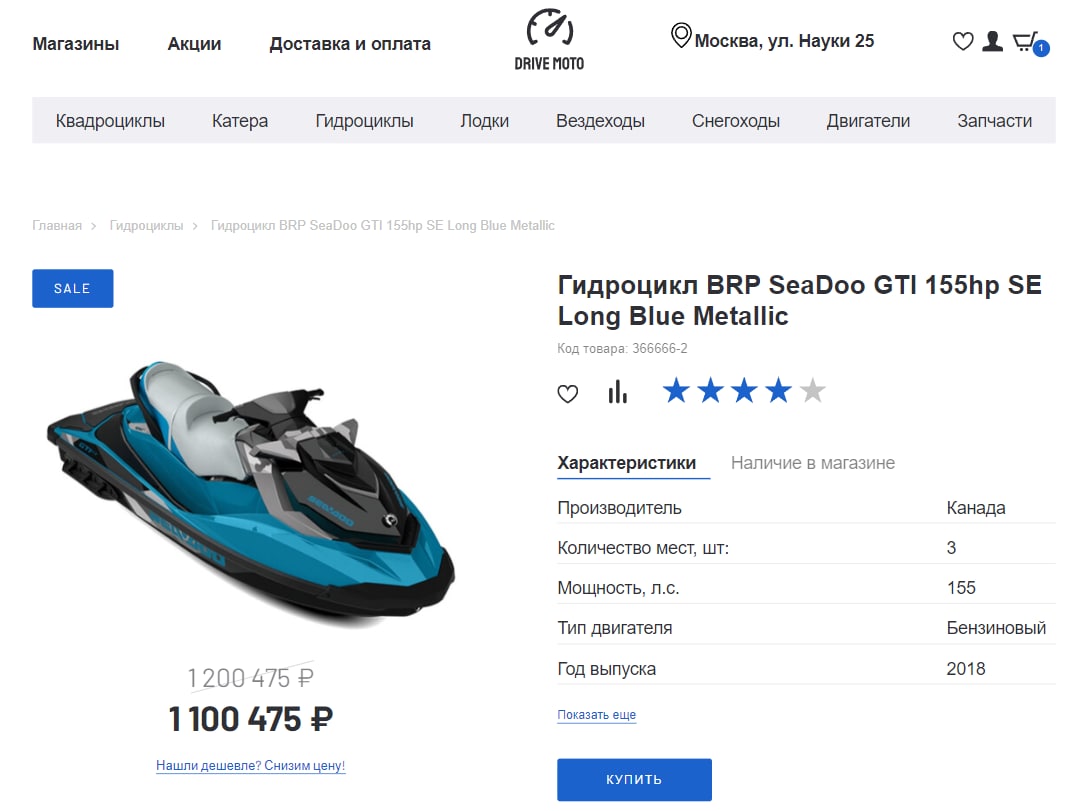 Магазины Акции Доставка и оплата
DRIVE MOTO
Москва, ул. Науки 25
1
Квадроциклы Катера Гидроциклы Лодки Вездеходы Снегоходы Двигатели Запчасти
Главная > Гидроциклы > Гидроцикл BRP SeaDoo GTI 155hp SE Long Blue Metallic
SALE
Гидроцикл BRP SeaDoo GTI 155hp SE
Long Blue Metallic
Код товара: 366666-2
Характеристики Наличие в магазине
Производитель Канада
Количество мест, шт: 3
Мощность, л.с. 155
Тип двигателя Бензиновый
Год выпуска 2018
Показать еще
КУПИТЬ
SEADOO
1 200 475 ₽
1 100 475 ₽
Нашли дешевле? Снизим цену!